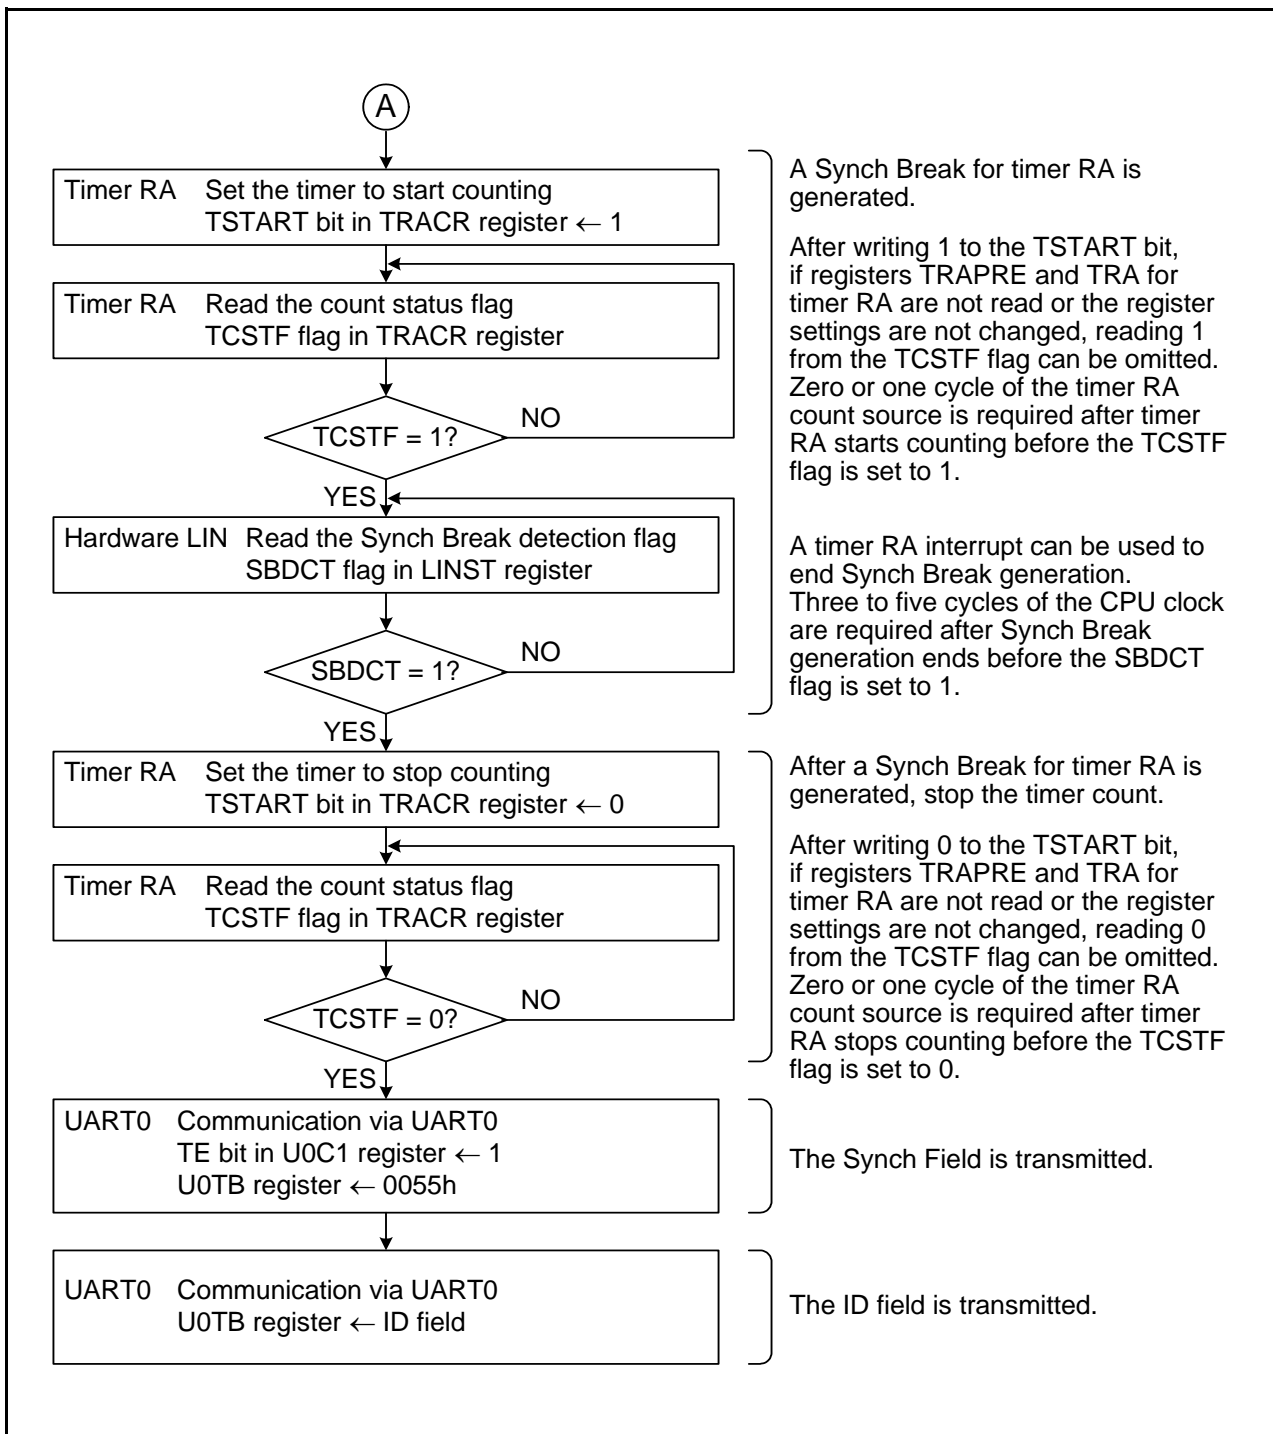 A
Timer RA Set the timer to start counting
TSTART bit in TRACR register ← 1
Timer RA Read the count status flag
TCSTF flag in TRACR register
TCSTF = 1?
NO
YES
Hardware LIN Read the Synch Break detection flag
SBDCT flag in LINST register
SBDCT = 1?
NO
YES
A Synch Break for timer RA is
generated.
After writing 1 to the TSTART bit,
if registers TRAPRE and TRA for
timer RA are not read or the register
settings are not changed, reading 1
from the TCSTF flag can be omitted.
Zero or one cycle of the timer RA
count source is required after timer
RA starts counting before the TCSTF
flag is set to 1.
A timer RA interrupt can be used to
end Synch Break generation.
Three to five cycles of the CPU clock
are required after Synch Break
generation ends before the SBDCT
flag is set to 1.
Timer RA Set the timer to stop counting
TSTART bit in TRACR register ← 0
Timer RA Read the count status flag
TCSTF flag in TRACR register
TCSTF = 0?
NO
YES
After a Synch Break for timer RA is
generated, stop the timer count.
After writing 0 to the TSTART bit,
if registers TRAPRE and TRA for
timer RA are not read or the register
settings are not changed, reading 0
from the TCSTF flag can be omitted.
Zero or one cycle of the timer RA
count source is required after timer
RA stops counting before the TCSTF
flag is set to 0.
UART0 Communication via UART0
TE bit in U0C1 register ← 1
U0TB register ← 0055h
The Synch Field is transmitted.
UART0 Communication via UART0
U0TB register ← ID field
The ID field is transmitted.